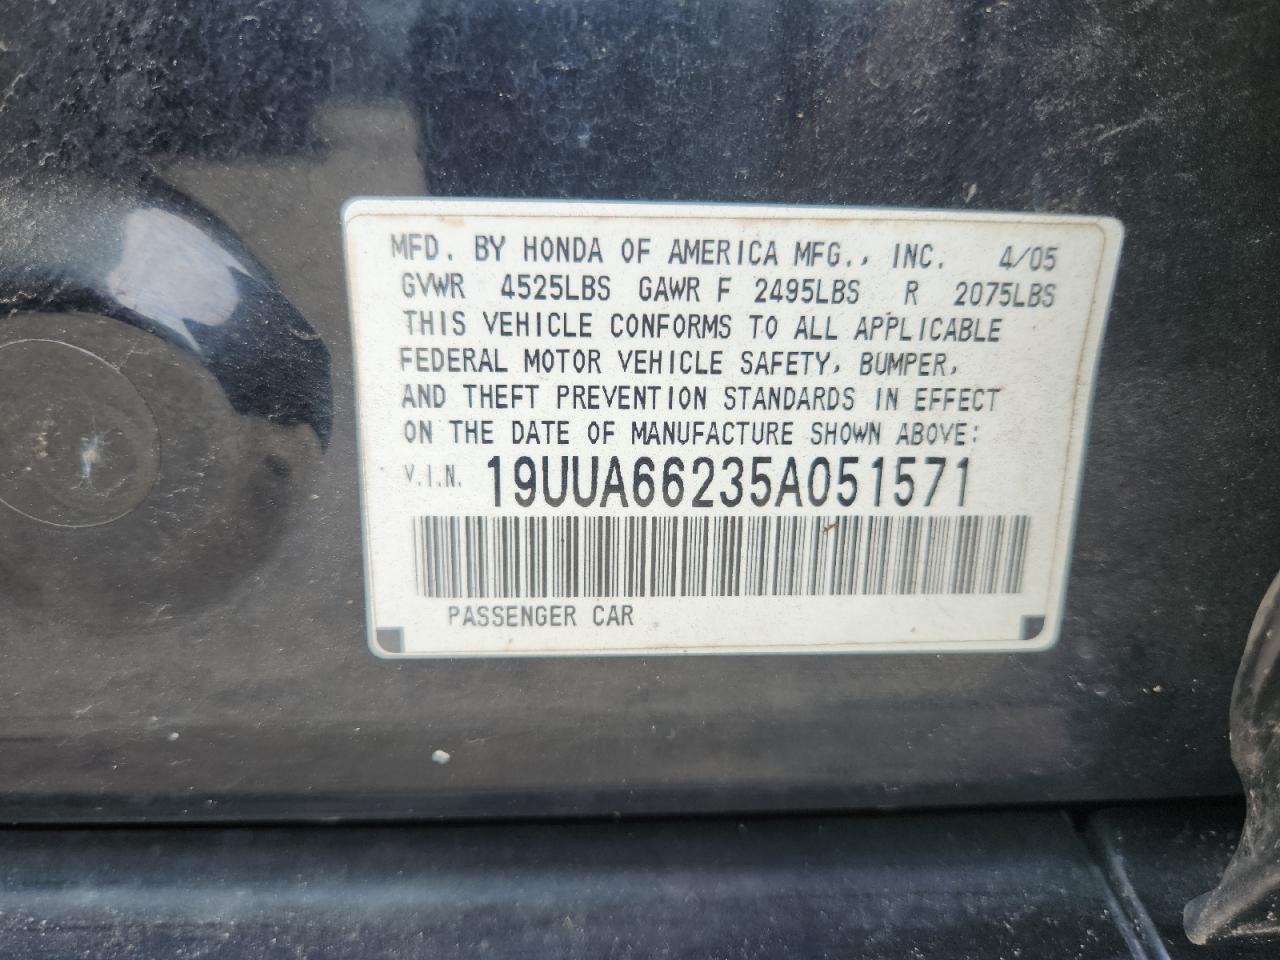 MFD. BY HONDA OF AMERICA MFG., INC. 4/05
GVWR 4525LBS GAWR F 2495LBS R 2075LBS
THIS VEHICLE CONFORMS TO ALL APPLICABLE
FEDERAL MOTOR VEHICLE SAFETY, BUMPER,
AND THEFT PREVENTION STANDARDS IN EFFECT
ON THE DATE OF MANUFACTURE SHOWN ABOVE:
V.I.N. 19UUA66235A051571
PASSENGER CAR